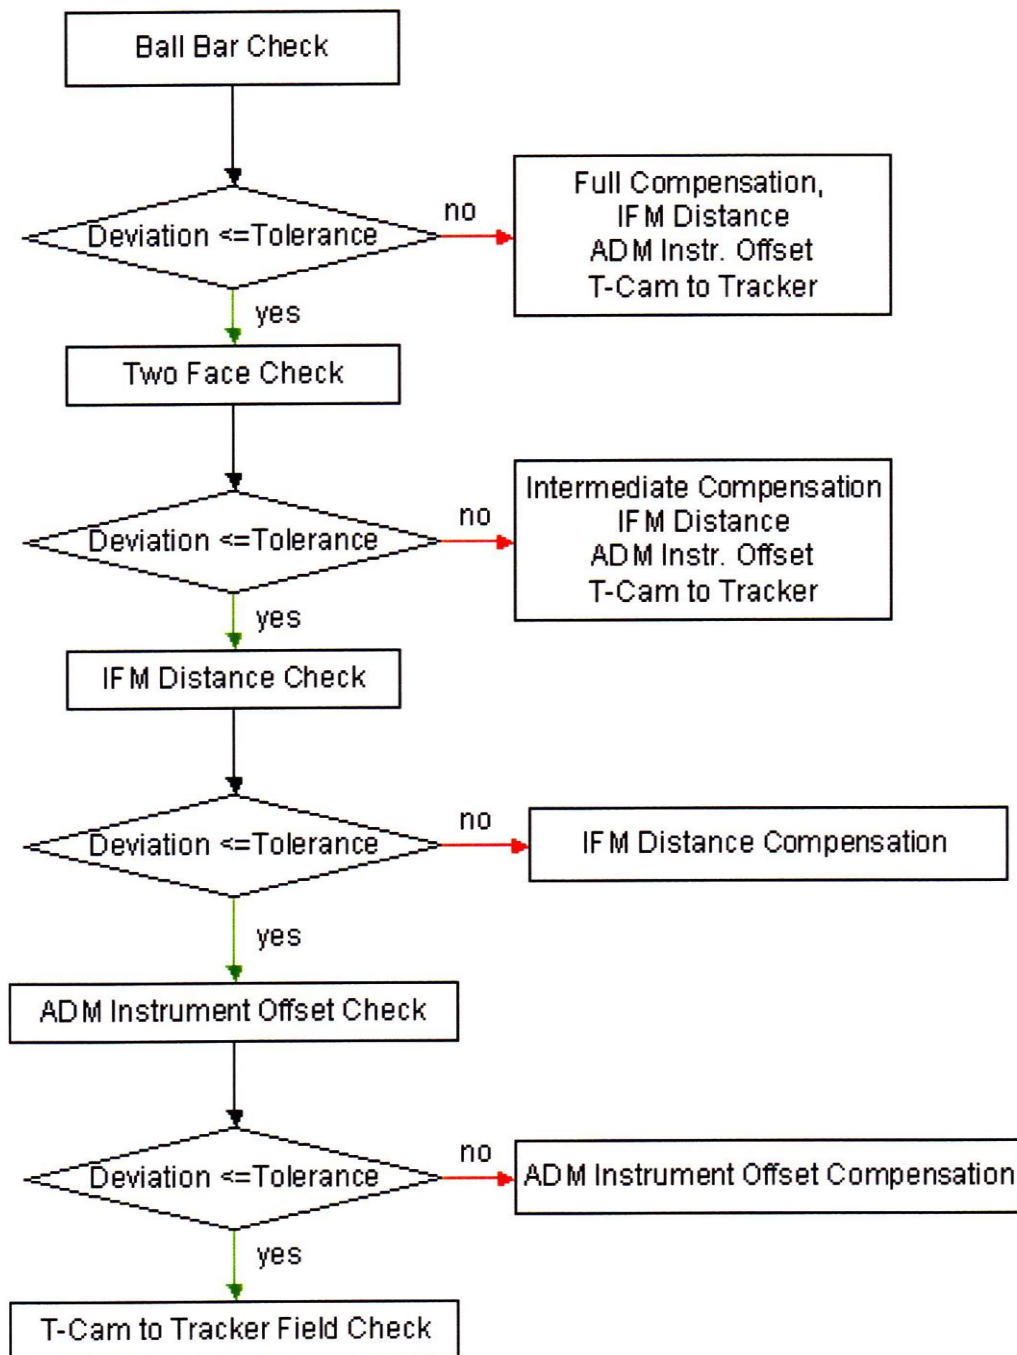 Ball Bar Check
Deviation <=Tolerance
no
Full Compensation,
IFM Distance
ADM Instr. Offset
T-Cam to Tracker
yes
Two Face Check
Deviation <=Tolerance
no
Intermediate Compensation
IFM Distance
ADM Instr. Offset
T-Cam to Tracker
yes
IFM Distance Check
Deviation <=Tolerance
no
IFM Distance Compensation
yes
ADM Instrument Offset Check
Deviation <=Tolerance
no
ADM Instrument Offset Compensation
yes
T-Cam to Tracker Field Check